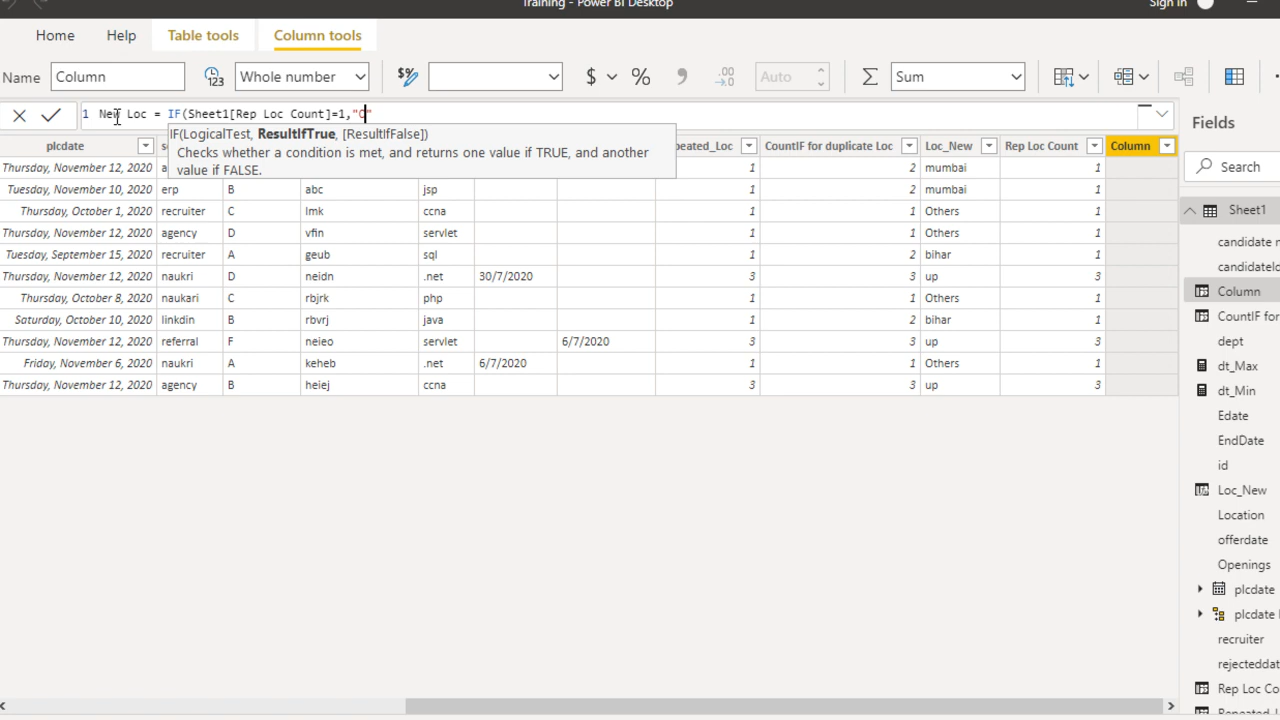 Training - Power BI Desktop
Sign in
Home Help Table tools Column tools
Name Column 123 Whole number $% $ % 9 .00 Auto Sum
1 New Loc = IF(Sheet1[Rep Loc Count]=1,"O"
IF(LogicalTest, ResultIfTrue, [ResultIfFalse])
Checks whether a condition is met, and one value if TRUE, and another
value if FALSE.
plcdate CountIF for duplicate Loc Loc_New Rep Loc Count Column
Thursday, November 12, 2020 1 2 mumbai 1
Tuesday, November 10, 2020 erp B abc jsp 1 2 mumbai 1
Thursday, October 1, 2020 recruiter C lmk ccna 1 1 Others 1
Thursday, November 12, 2020 agency D vfin servlet 1 1 Others 1
Tuesday, September 15, 2020 recruiter A geub sql 1 2 bihar 1
Thursday, November 12, 2020 naukri D neidn .net 30/7/2020 3 3 up 3
Thursday, October 8, 2020 naukari C rbjrk php 1 1 Others 1
Saturday, October 10, 2020 linkdin B rbvrj java 1 2 bihar 1
Thursday, November 12, 2020 referral F neieo servlet 6/7/2020 3 3 up 3
Friday, November 6, 2020 naukri A keheb .net 6/7/2020 1 1 Others 1
Thursday, November 12, 2020 agency B heiej ccna 3 3 up 3
Fields
Search
Sheet1
candidate
candidateId
Column
CountIF for
dept
dt_Max
dt_Min
Edate
EndDate
id
Loc_New
Location
offerdate
Openings
plcdate
plcdate
recruiter
rejecteddat
Rep Loc Co